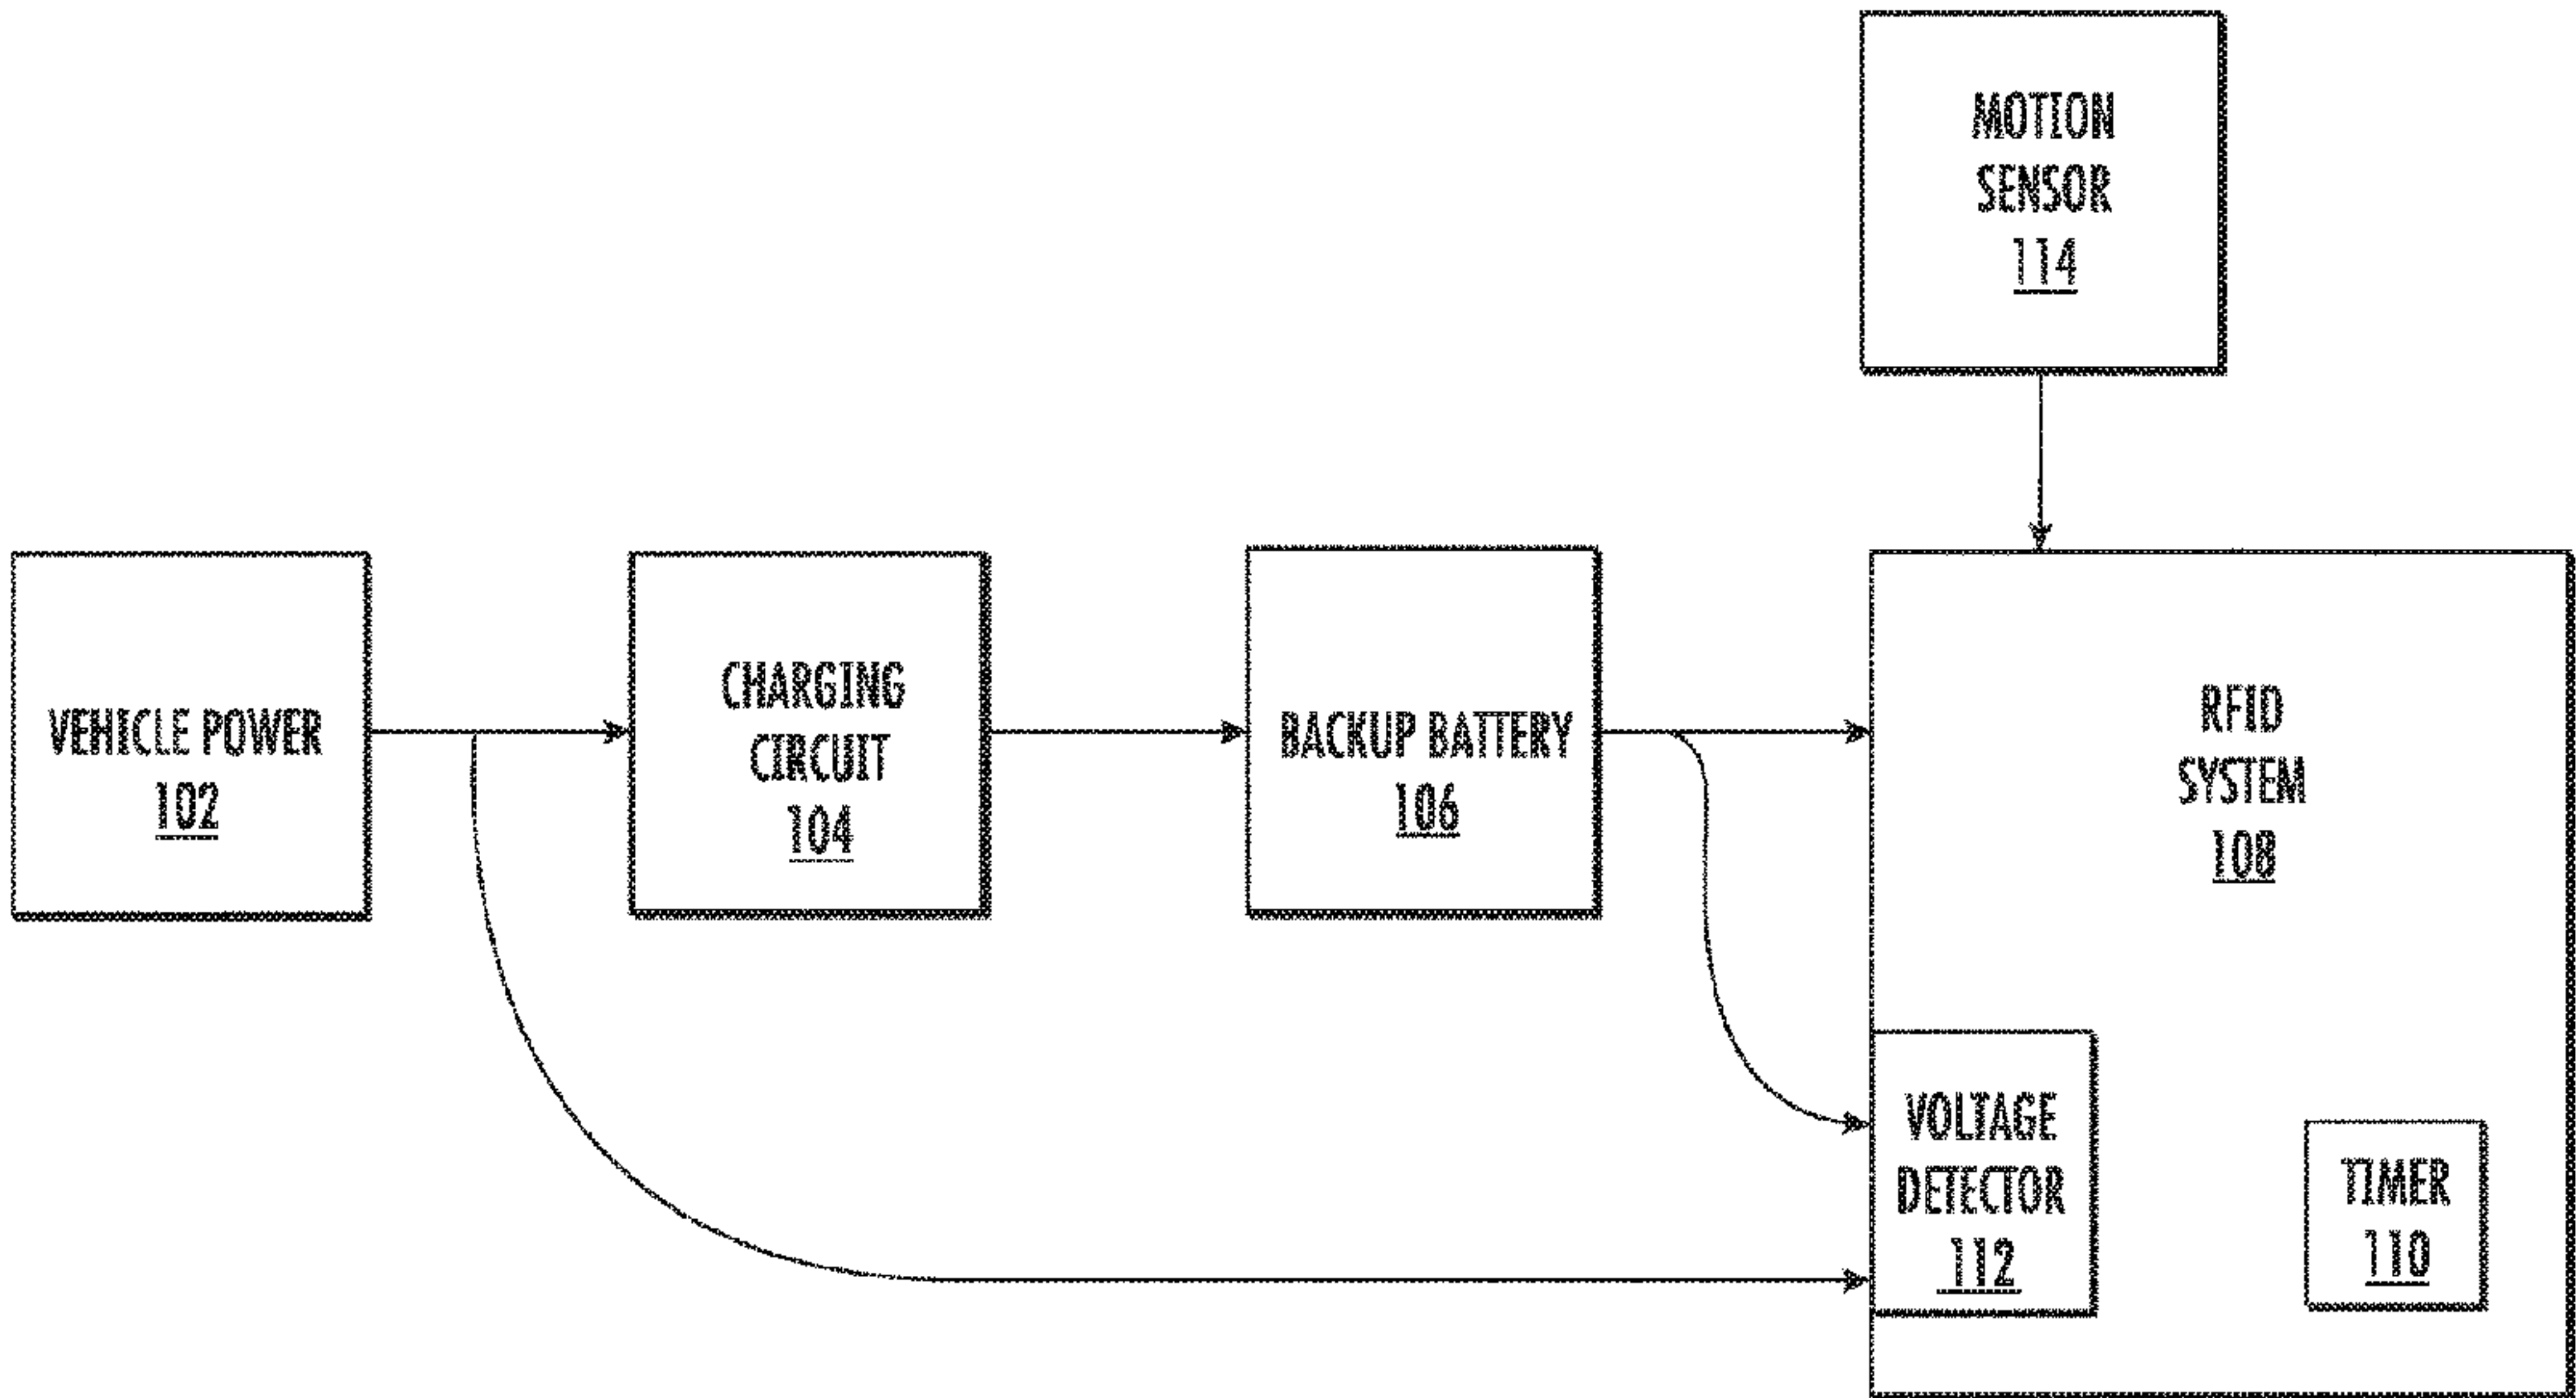 MOTION
SENSOR
114
VEHICLE POWER
102
CHARGING
CIRCUIT
104
BACKUP BATTERY
106
RFID
SYSTEM
108
VOLTAGE
DETECTOR
112
TIMER
110